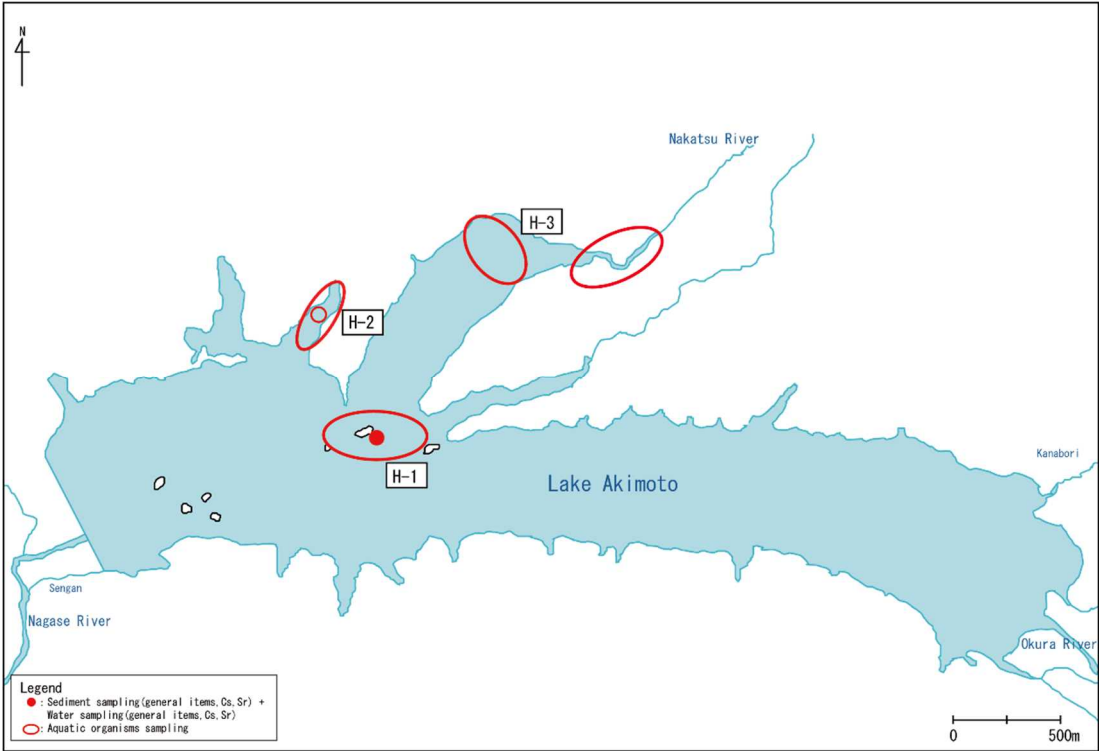 N
Nakatsu River
H-3
H-2
H-1
Lake Akimoto
Kanabori
Sengan
Nagase River
Okura River
Legend
: Sediment sampling(general items,Cs,Sr) +
Water sampling(general items,Cs,Sr)
: Aquatic organisms sampling
0 500m